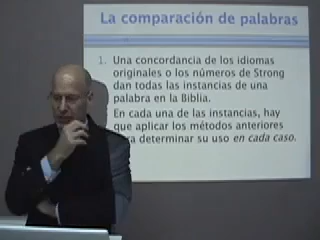 La comparación de palabras
1. Una concordancia de los idiomas
originales o los números de Strong
dan todas las instancias de una
palabra en la Biblia.
En cada una de las instancias, hay
que aplicar los métodos anteriores
determinar su uso en cada caso.